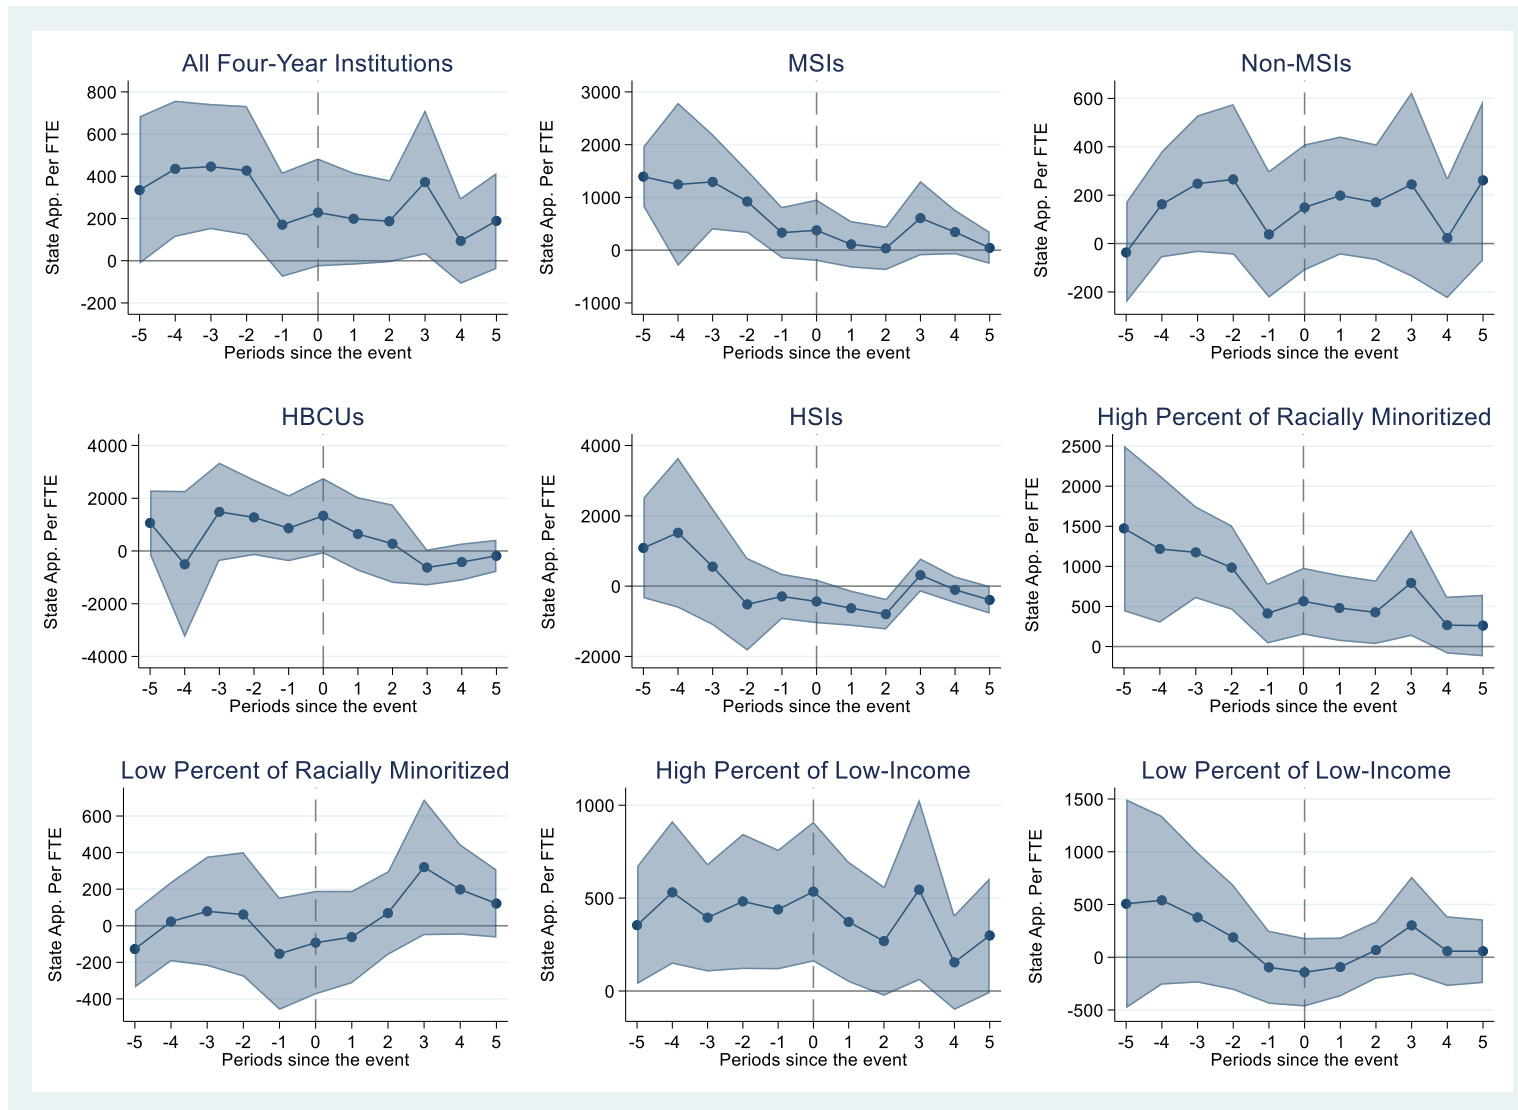 All Four-Year Institutions
State App. Per FTE
800
600
400
200
0
-200
-5 -4 -3 -2 -1 0 1 2 3 4 5
Periods since the event
MSIs
State App. Per FTE
3000
2000
1000
0
-1000
-5 -4 -3 -2 -1 0 1 2 3 4 5
Periods since the event
Non-MSIs
State App. Per FTE
600
400
200
0
-200
-5 -4 -3 -2 -1 0 1 2 3 4 5
Periods since the event
HBCUs
State App. Per FTE
4000
2000
0
-2000
-4000
-5 -4 -3 -2 -1 0 1 2 3 4 5
Periods since the event
HSIs
State App. Per FTE
4000
2000
0
-2000
-5 -4 -3 -2 -1 0 1 2 3 4 5
Periods since the event
High Percent of Racially Minoritized
State App. Per FTE
2500
2000
1500
1000
500
0
-5 -4 -3 -2 -1 0 1 2 3 4 5
Periods since the event
Low Percent of Racially Minoritized
State App. Per FTE
600
400
200
0
-200
-400
-5 -4 -3 -2 -1 0 1 2 3 4 5
Periods since the event
High Percent of Low-Income
State App. Per FTE
1000
500
0
-5 -4 -3 -2 -1 0 1 2 3 4 5
Periods since the event
Low Percent of Low-Income
State App. Per FTE
1500
1000
500
0
-500
-5 -4 -3 -2 -1 0 1 2 3 4 5
Periods since the event